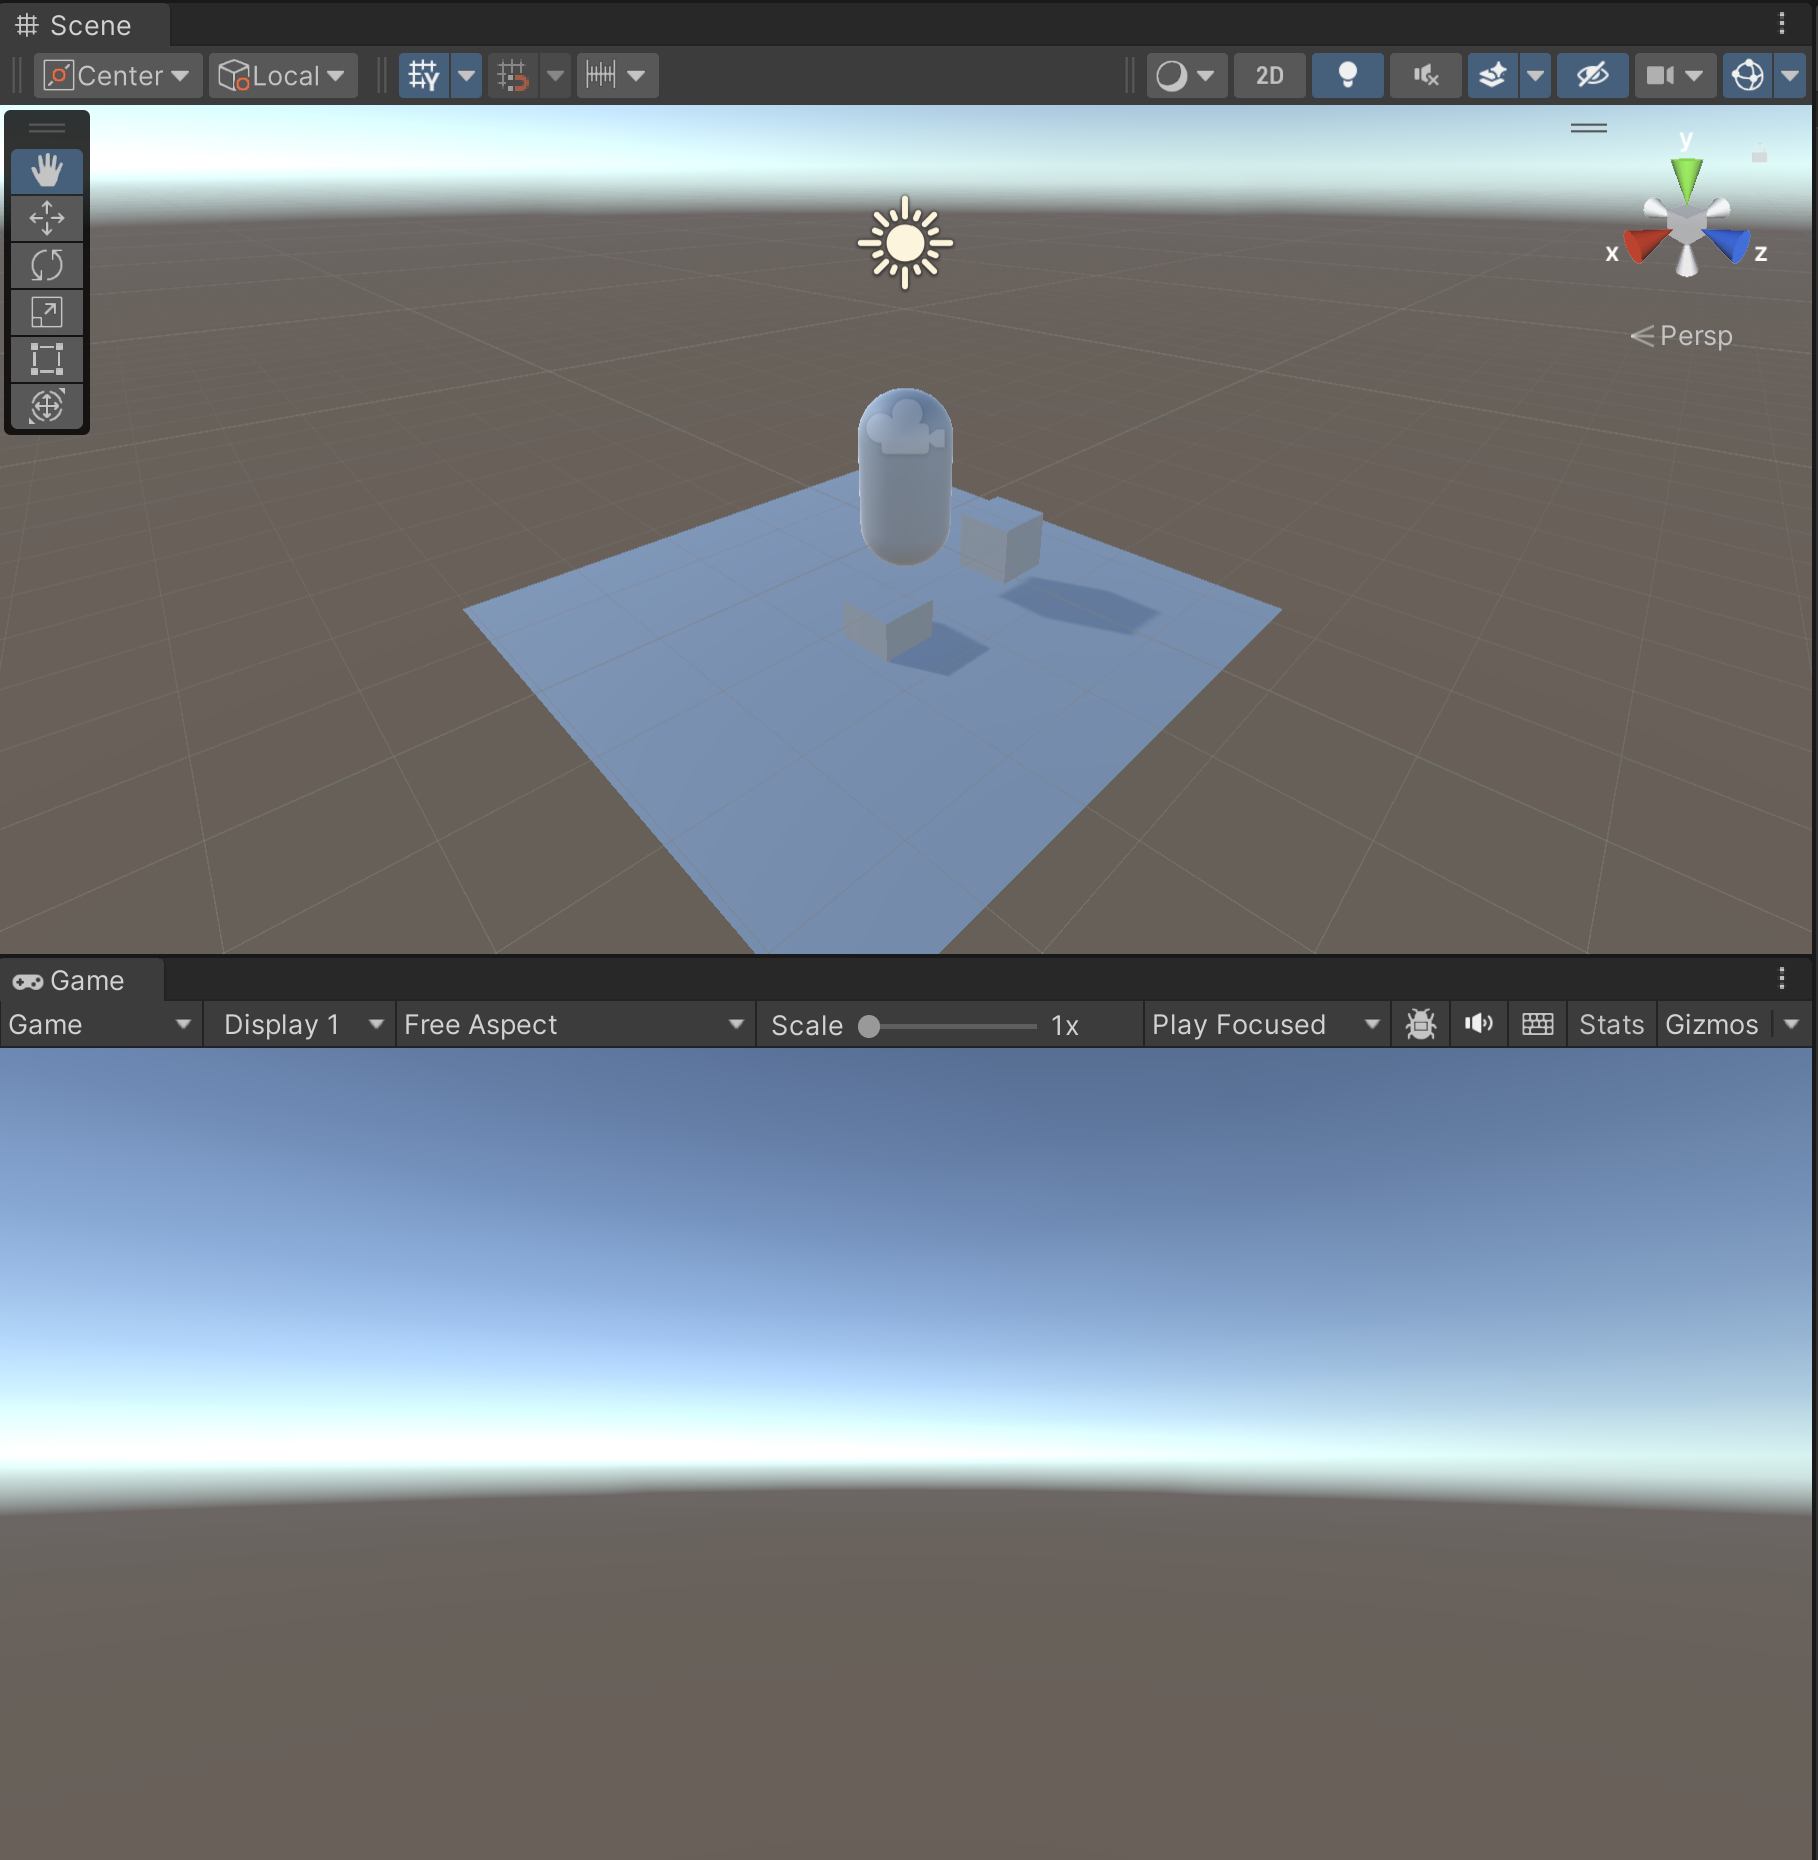 Scene
Center Local 2D
y
x z
Persp
Game
Game Display 1 Free Aspect Scale 1x Play Focused Stats Gizmos